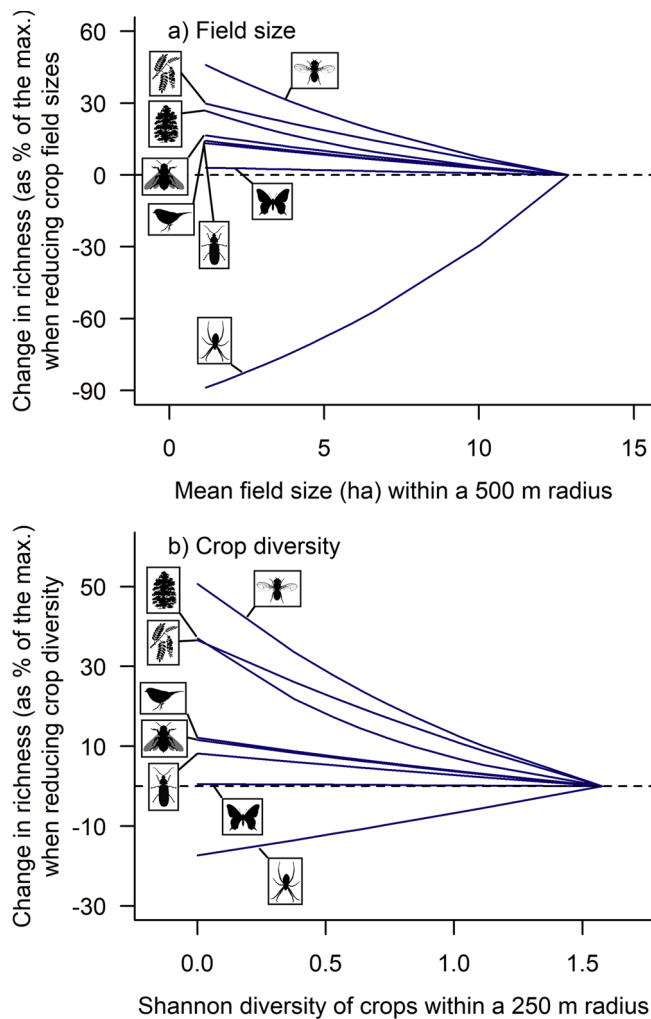 a) Field size
Change in richness (as % of the max.)
when reducing crop field sizes
60
30
0
-30
-60
-90
0
5
10
15
Mean field size (ha) within a 500 m radius
b) Crop diversity
Change in richness (as % of the max.)
when reducing crop diversity
50
30
10
-10
-30
0.0
0.5
1.0
1.5
Shannon diversity of crops within a 250 m radius